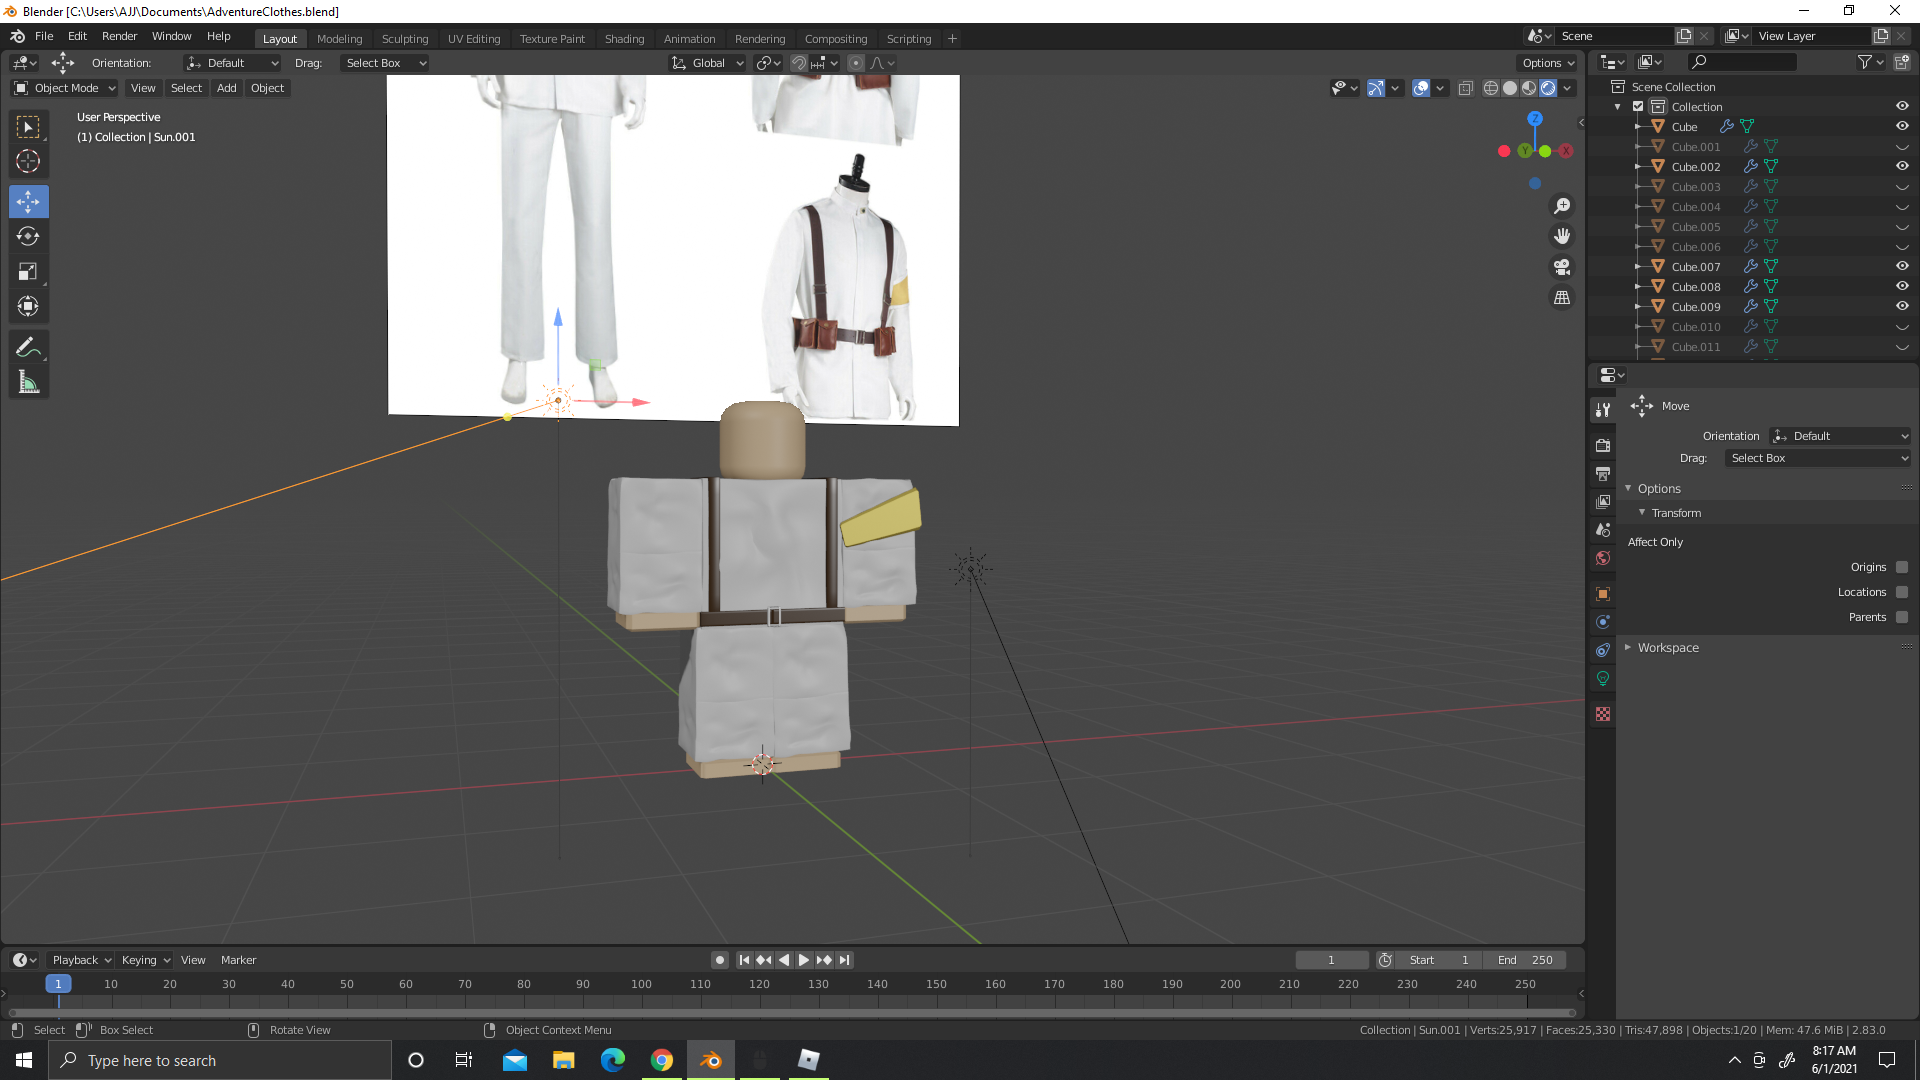 Blender [C:\Users\AJJ\Documents\AdventureClothes.blend]
File Edit Render Window Help
Layout Modeling Sculpting UV Editing Texture Paint Shading Animation Rendering Compositing Scripting +
Scene
View Layer
Orientation: Default Drag: Select Box
Global
Options
Object Mode View Select Add Object
User Perspective
(1) Collection | Sun.001
Z
Y
X
Scene Collection
Collection
Cube
Cube.001
Cube.002
Cube.003
Cube.004
Cube.005
Cube.006
Cube.007
Cube.008
Cube.009
Cube.010
Cube.011
Move
Orientation Default
Drag: Select Box
Options
Transform
Affect Only
Origins
Locations
Parents
Workspace
Playback Keying View Marker
1 Start 1 End 250
1 10 20 30 40 50 60 70 80 90 100 110 120 130 140 150 160 170 180 190 200 210 220 230 240 250
Select Box Select Rotate View Object Context Menu
Collection | Sun.001 | Verts:25,917 | Faces:25,330 | Tris:47,898 | Objects:1/20 | Mem: 47.6 MiB | 2.83.0
Type here to search
8:17 AM
6/1/2021